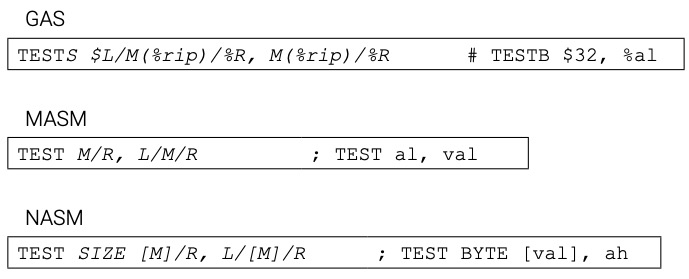 GAS
TESTS $L/M(%rip)/%R, M(%rip)/%R # TESTB $32, %al
MASM
TEST M/R, L/M/R ; TEST al, val
NASM
TEST SIZE [M]/R, L/[M]/R ; TEST BYTE [val], ah